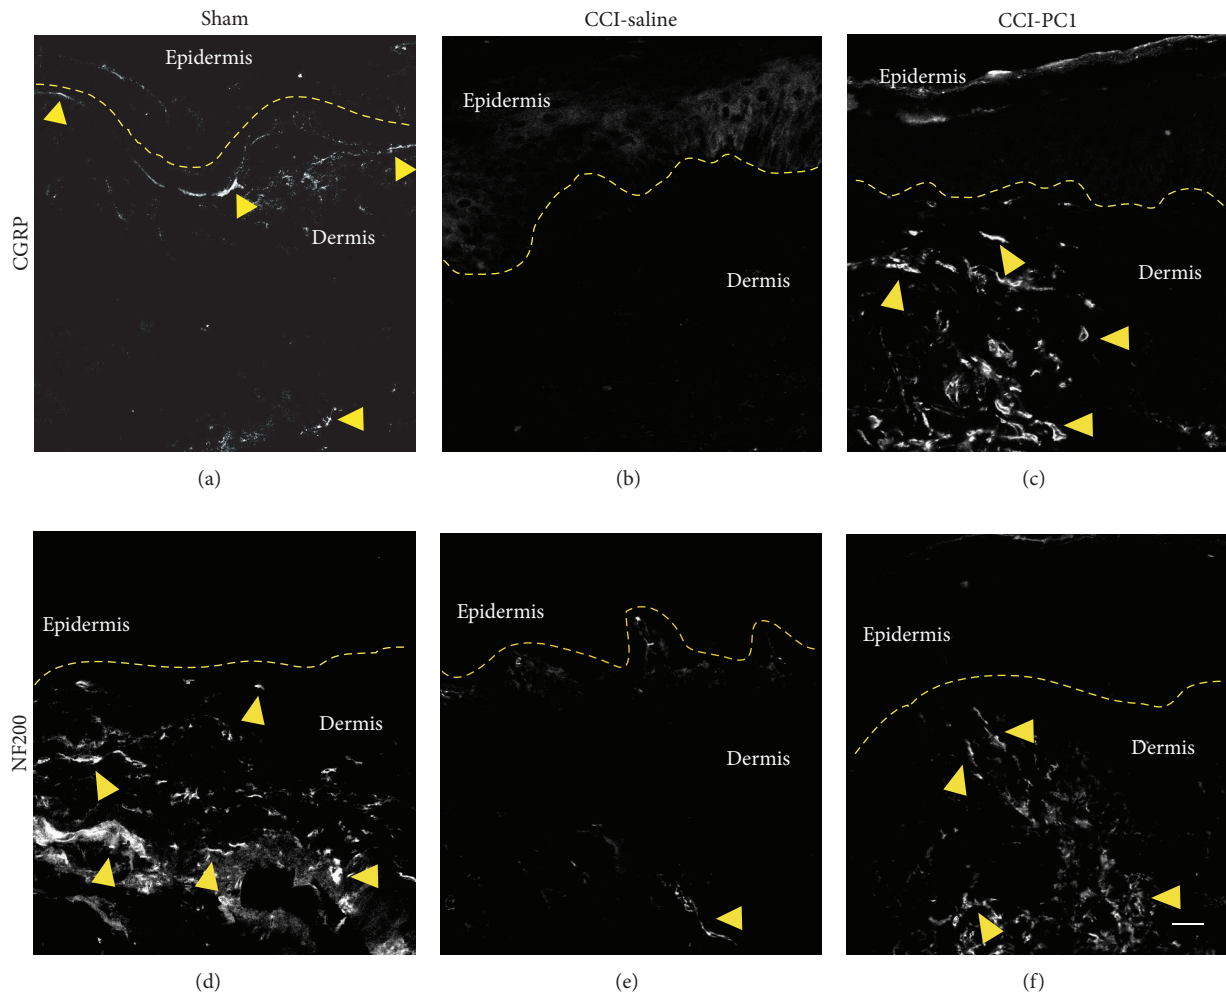 Sham
CCI-saline
CCI-PC1
CGRP
Epidermis
Dermis
Epidermis
Dermis
Epidermis
Dermis
(a)
(b)
(c)
NF200
Epidermis
Dermis
Epidermis
Dermis
Epidermis
Dermis
(d)
(e)
(f)